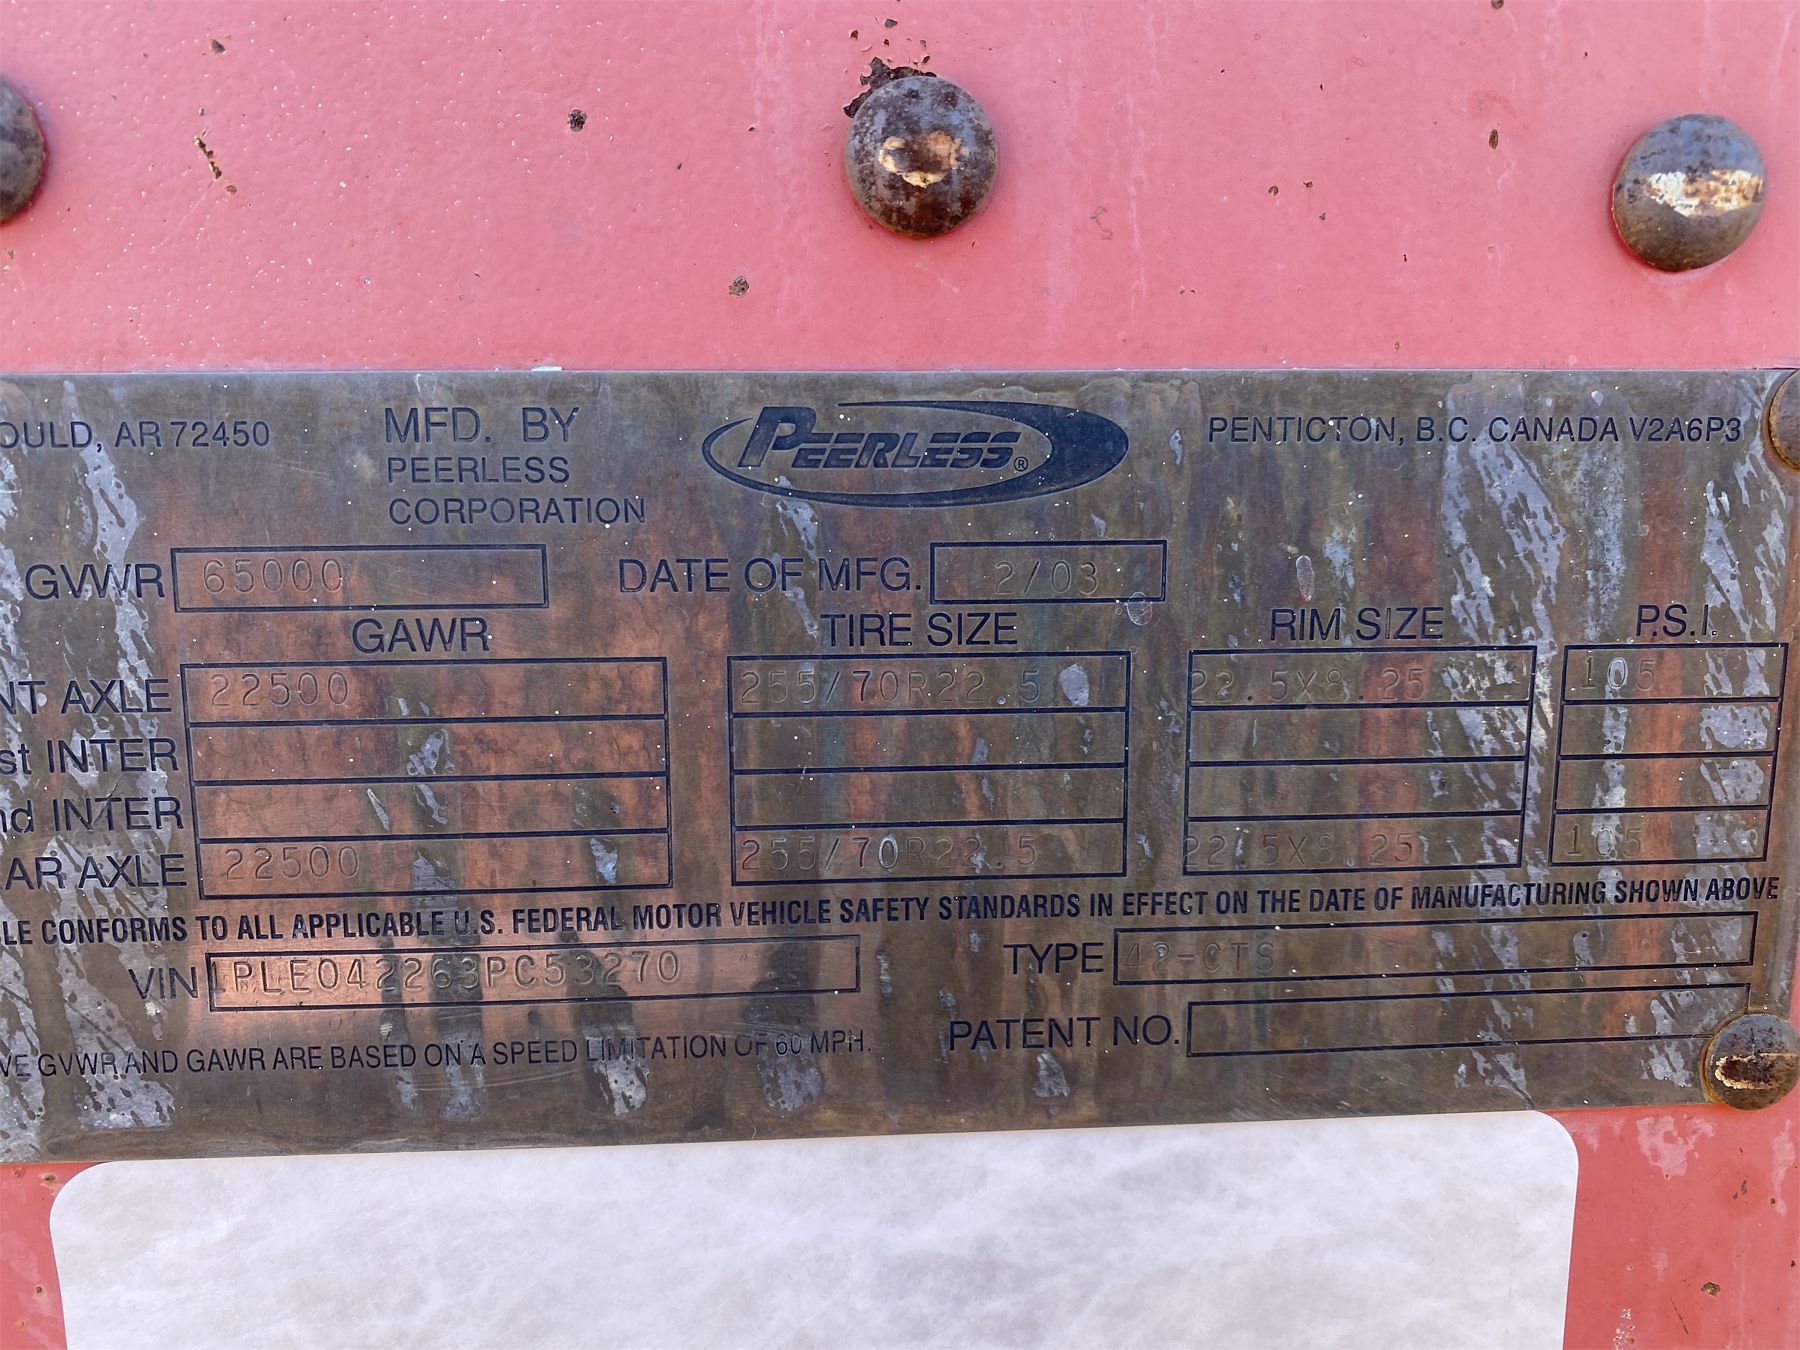 OULD, AR 72450 MFD. BY PEERLESS® PENTICTON, B.C. CANADA V2A6P3
PEERLESS
CORPORATION
GVWR 65000 DATE OF MFG. 2/03
GAWR TIRE SIZE RIM SIZE P.S.I.
NT AXLE 22500 255/70R22.5 22.5X8.25 105
st INTER
nd INTER
AR AXLE 22500 255/70R22.5 22.5X8.25 105
LE CONFORMS TO ALL APPLICABLE U.S. FEDERAL MOTOR VEHICLE SAFETY STANDARDS IN EFFECT ON THE DATE OF MANUFACTURING SHOWN ABOVE
VIN 1PLE042263PC53270 TYPE 42-CTS
VE GVWR AND GAWR ARE BASED ON A SPEED LIMITATION OF 60 MPH. PATENT NO.